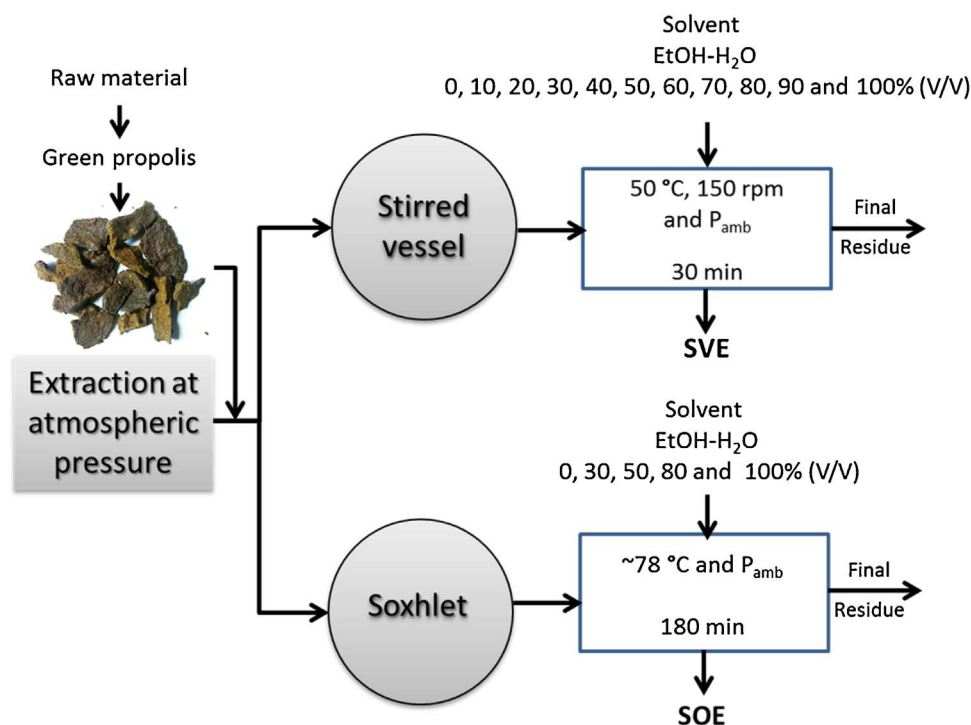 Raw material
Green propolis
Extraction at
atmospheric
pressure
Stirred
vessel
Solvent
EtOH-H₂O
0, 10, 20, 30, 40, 50, 60, 70, 80, 90 and 100% (V/V)
50 °C, 150 rpm
and P_amb
30 min
Final
Residue
SVE
Soxhlet
Solvent
EtOH-H₂O
0, 30, 50, 80 and 100% (V/V)
~78 °C and P_amb
180 min
Final
Residue
SOE